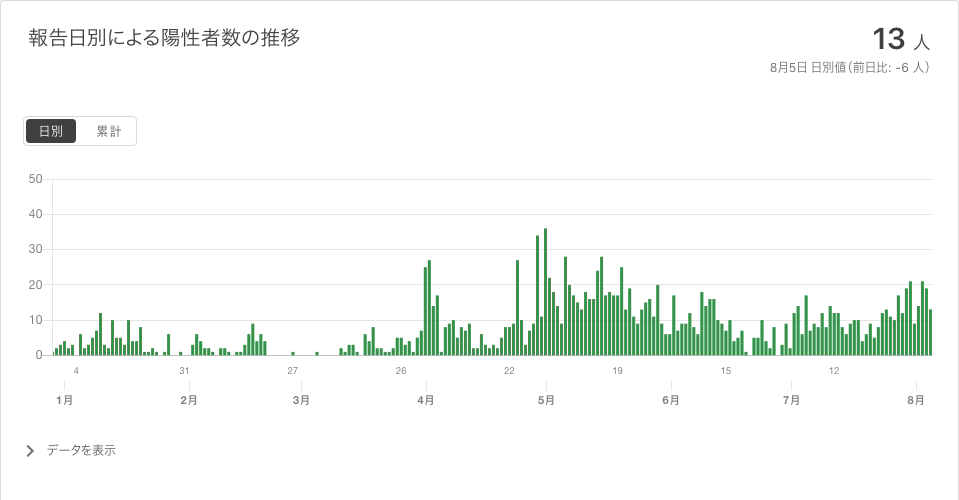 報告日別による陽性者数の推移
13 人
8月5日 日別値（前日比: -6 人）
日別 累計
50
40
30
20
10
0
4 31 27 26 22 19 15 12
1月 2月 3月 4月 5月 6月 7月 8月
データを表示